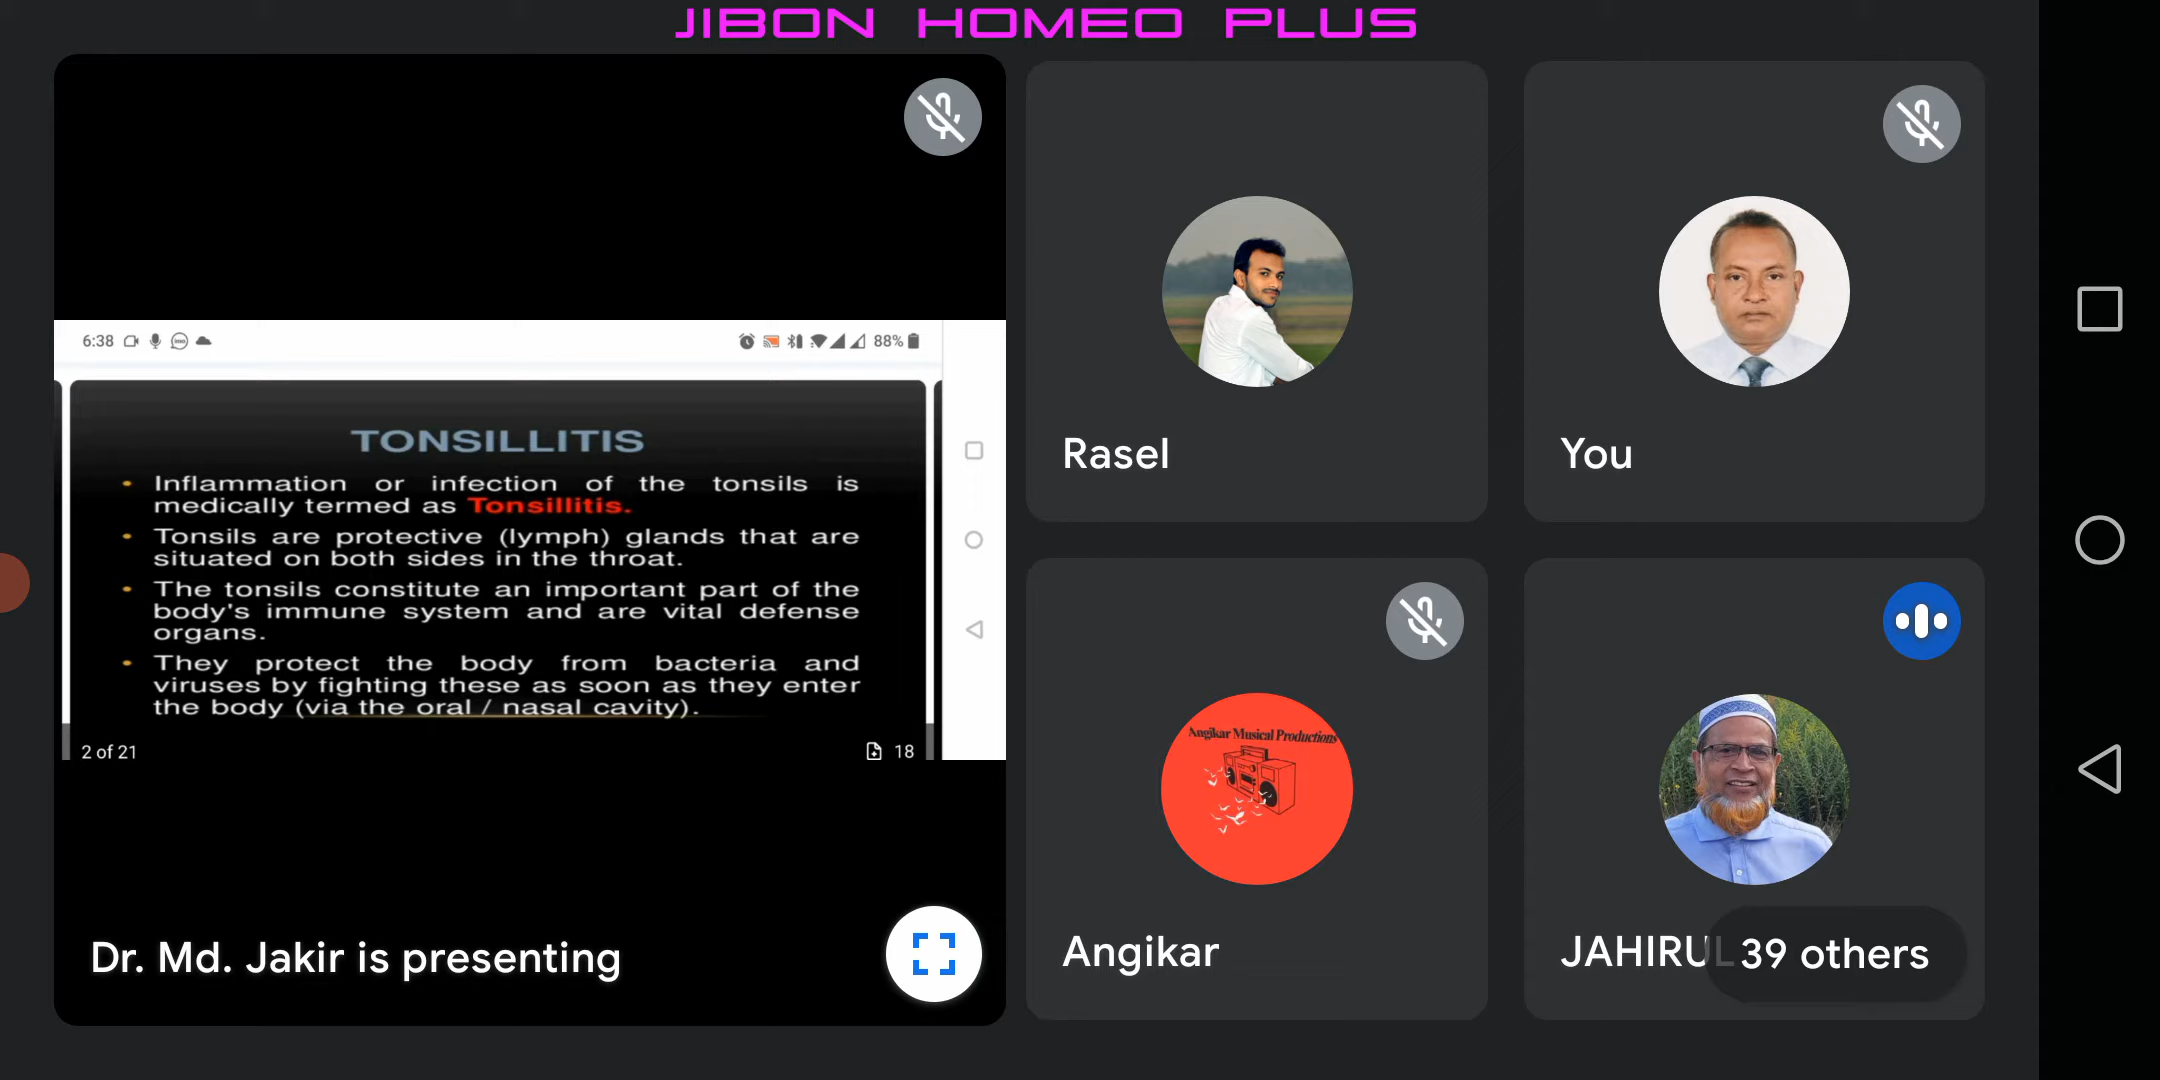 JIBON HOMEO PLUS
6:38
88%
TONSILLITIS
• Inflammation or infection of the tonsils is
medically termed as Tonsillitis.
• Tonsils are protective (lymph) glands that are
situated on both sides in the throat.
• The tonsils constitute an important part of the
body's immune system and are vital defense
organs.
• They protect the body from bacteria and
viruses by fighting these as soon as they enter
the body (via the oral / nasal cavity).
2 of 21
18
Dr. Md. Jakir is presenting
Rasel
You
Angikar Musical Productions
Angikar
JAHIRUL
39 others